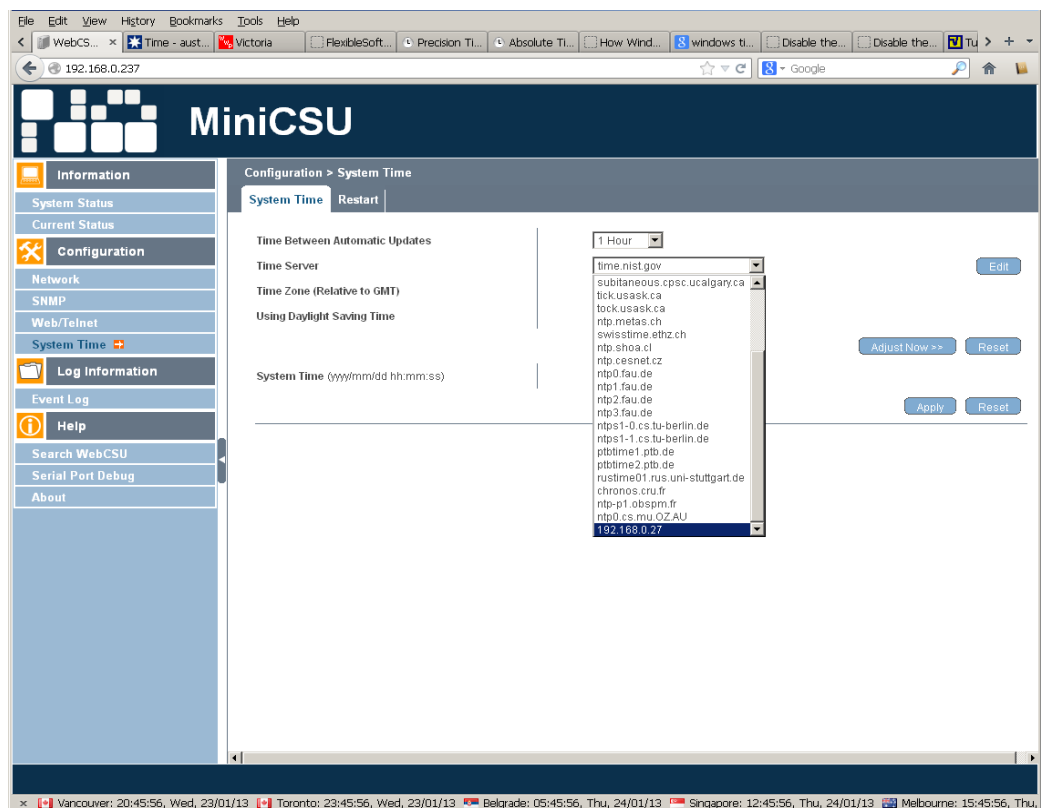 File Edit View History Bookmarks Tools Help
WebCS... × Time - aust... Victoria FlexibleSoft... Precision Ti... Absolute Ti... How Wind... windows ti... Disable the... Disable the... Tu
192.168.0.237 Google
MiniCSU
Information
System Status
Current Status
Configuration
Network
SNMP
Web/Telnet
System Time
Log Information
Event Log
Help
Search WebCSU
Serial Port Debug
About
Configuration > System Time
System Time Restart
Time Between Automatic Updates 1 Hour
Time Server time.nist.gov Edit
Time Zone (Relative to GMT)
Using Daylight Saving Time
Adjust Now >> Reset
System Time (yyy/mm/dd hh:mm:ss)
Apply Reset
subitaneous.cpsc.ucalgary.ca
tick.usask.ca
tock.usask.ca
ntp.metas.ch
swisstime.ethz.ch
ntp.shoa.cl
ntp.cesnet.cz
ntp0.fau.de
ntp1.fau.de
ntp2.fau.de
ntp3.fau.de
ntps1-0.cs.tu-berlin.de
ntps1-1.cs.tu-berlin.de
ptbtime1.ptb.de
ptbtime2.ptb.de
rustime01.rus.uni-stuttgart.de
chronos.cru.fr
ntp-p1.obspm.fr
ntp0.cs.mu.OZ.AU
192.168.0.27
× Vancouver: 20:45:56, Wed, 23/01/13 Toronto: 23:45:56, Wed, 23/01/13 Belgrade: 05:45:56, Thu, 24/01/13 Singapore: 12:45:56, Thu, 24/01/13 Melbourne: 15:45:56, Thu,